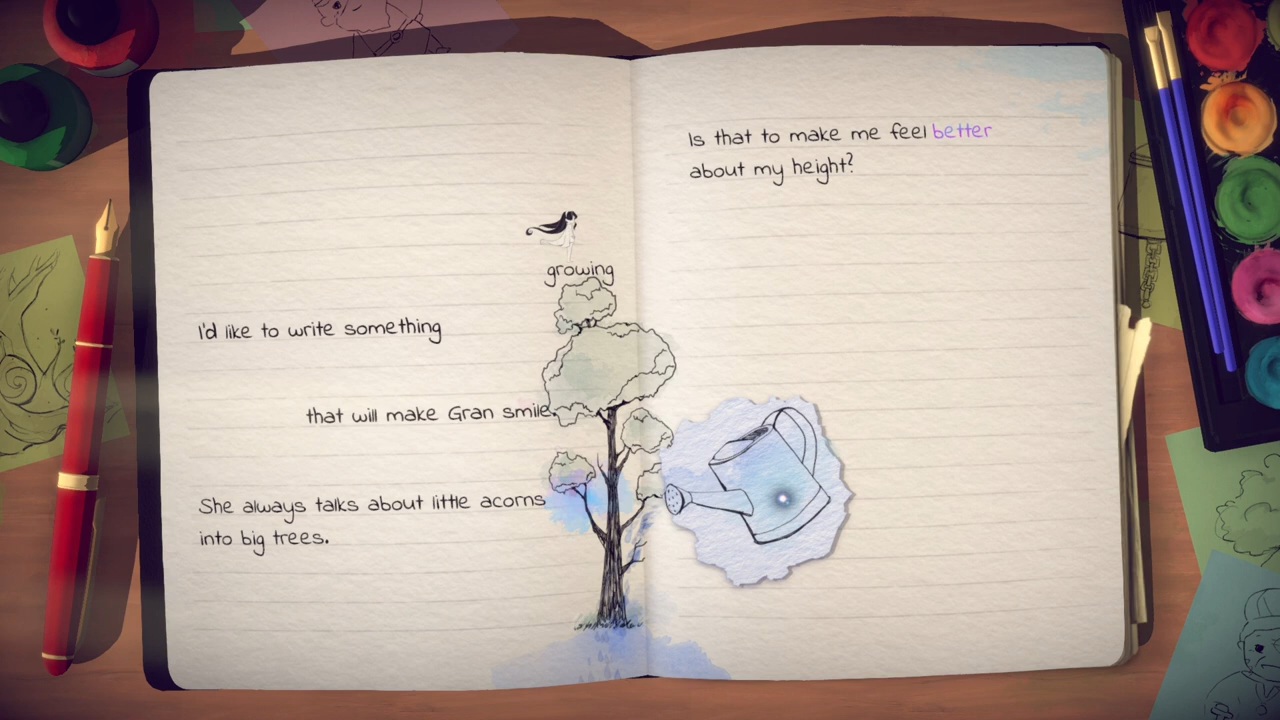 growing
I'd like to write something
that will make Gran smile.
She always talks about little acorns
into big trees.
Is that to make me feel better
about my height?